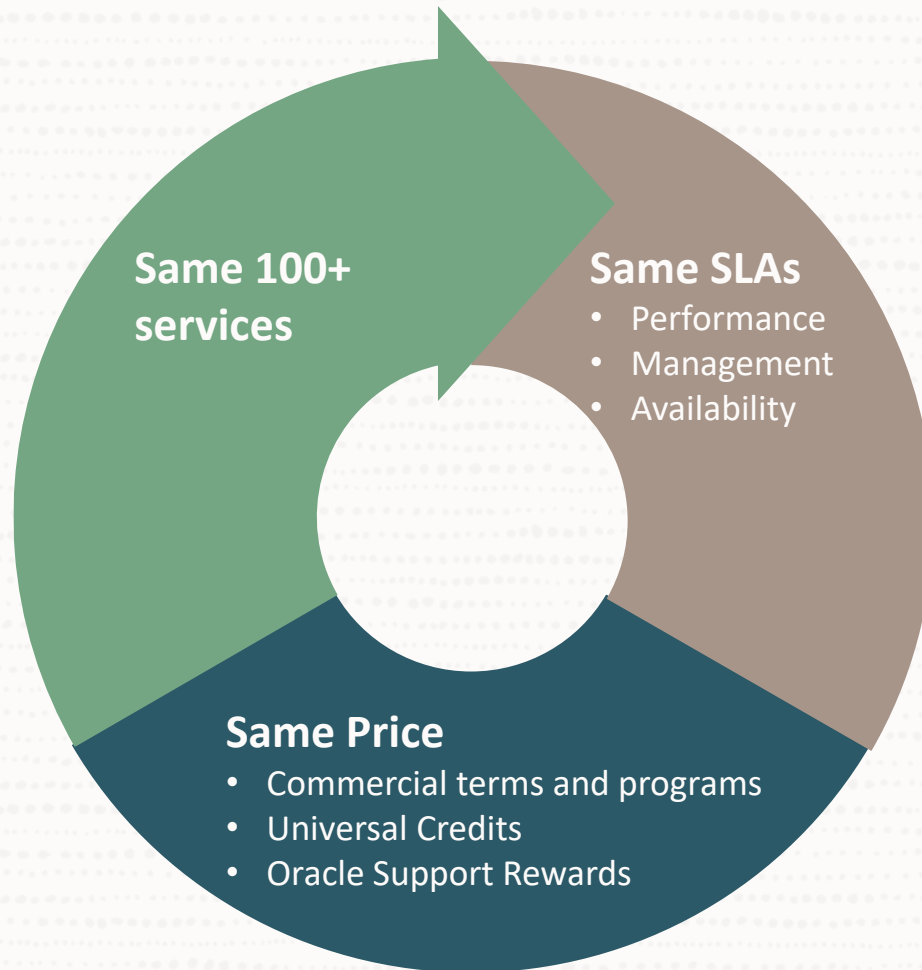 Same 100+
services
Same SLAs
• Performance
• Management
• Availability
Same Price
• Commercial terms and programs
• Universal Credits
• Oracle Support Rewards